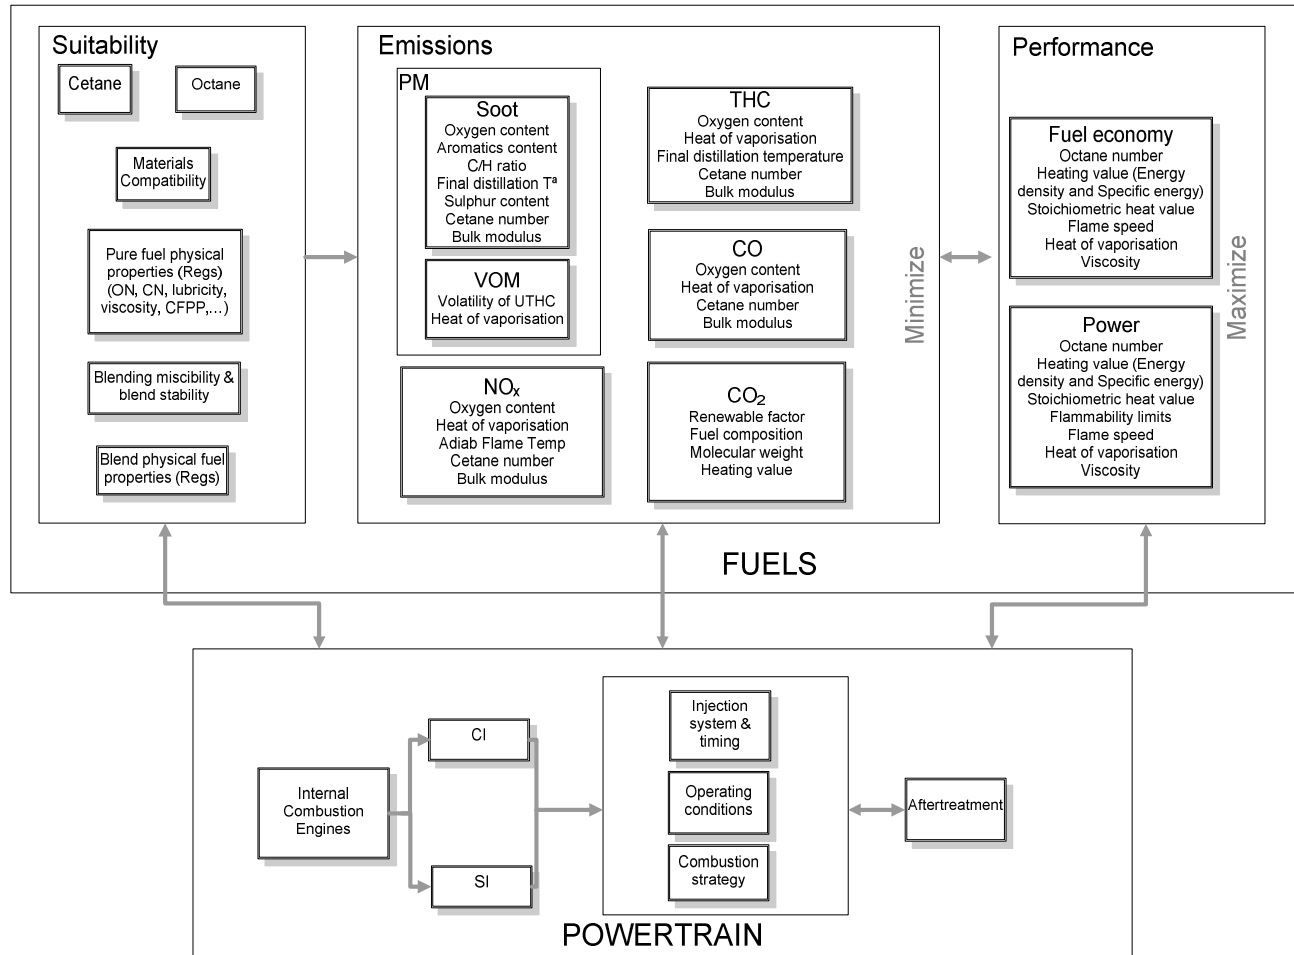 Suitability
Cetane
Octane
Materials
Compatibility
Pure fuel physical
properties (Regs)
(ON, CN, lubricity,
viscosity, CFPP,...)
Blending miscibility &
blend stability
Blend physical fuel
properties (Regs)
Emissions
PM
Soot
Oxygen content
Aromatics content
C/H ratio
Final distillation Tª
Sulphur content
Cetane number
Bulk modulus
VOM
Volatility of UTHC
Heat of vaporisation
NOₓ
Oxygen content
Heat of vaporisation
Adiab Flame Temp
Cetane number
Bulk modulus
THC
Oxygen content
Heat of vaporisation
Final distillation temperature
Cetane number
Bulk modulus
CO
Oxygen content
Heat of vaporisation
Cetane number
Bulk modulus
CO₂
Renewable factor
Fuel composition
Molecular weight
Heating value
Minimize
Performance
Fuel economy
Octane number
Heating value (Energy
density and Specific energy)
Stoichiometric heat value
Flame speed
Heat of vaporisation
Viscosity
Power
Octane number
Heating value (Energy
density and Specific energy)
Stoichiometric heat value
Flammability limits
Flame speed
Heat of vaporisation
Viscosity
Maximize
FUELS
Internal
Combustion
Engines
CI
SI
Injection
system &
timing
Operating
conditions
Combustion
strategy
Aftertreatment
POWERTRAIN